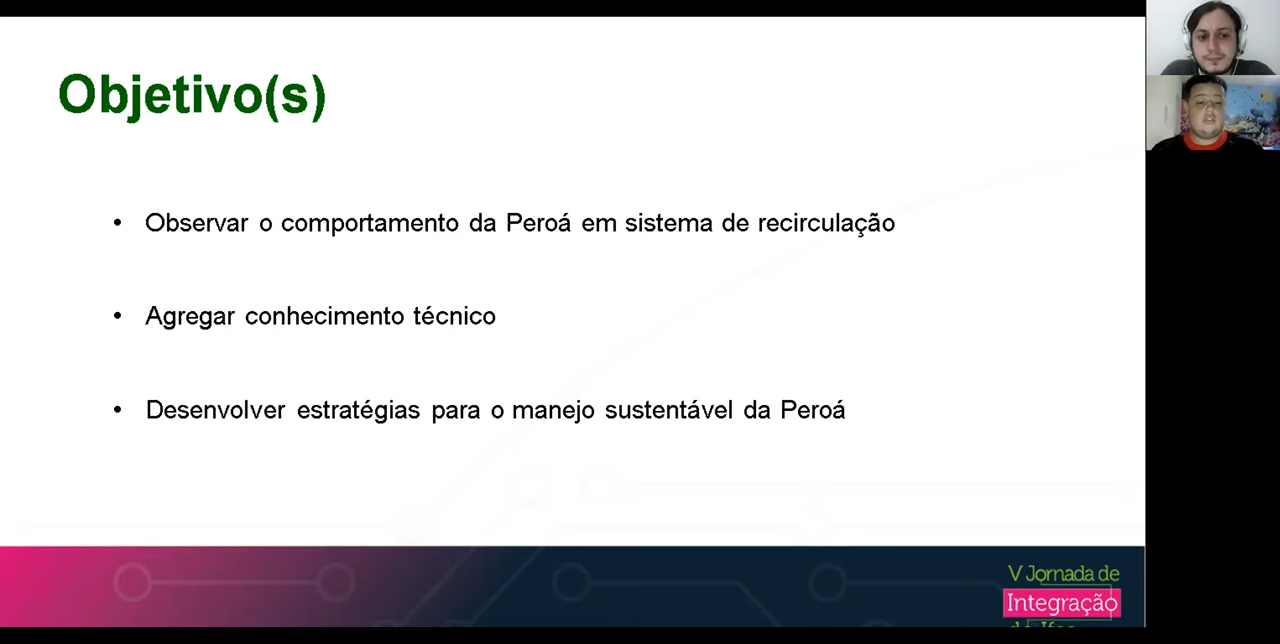 Objetivo(s)
• Observar o comportamento da Peroá em sistema de recirculação
• Agregar conhecimento técnico
• Desenvolver estratégias para o manejo sustentável da Peroá
V Jornada de
Integração